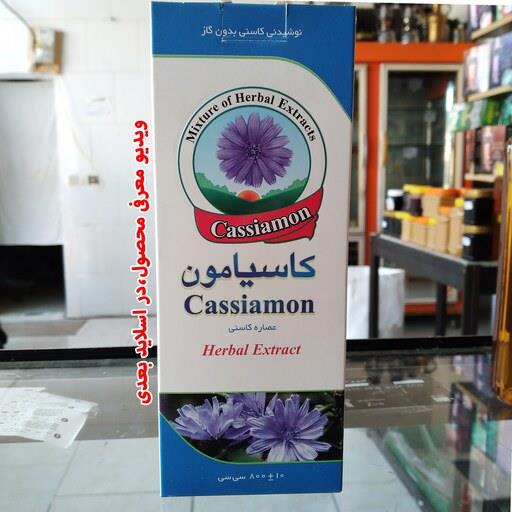 نوشیدنی کاسنی بدون گاز
Mixture of Herbal Extracts
Cassiamon
کاسیامون
Cassiamon
عصاره کاسنی
Herbal Extract
۸۰۰±۱۰ سی سی
ویدیو معرفی محصول،در اسلاید بعدی